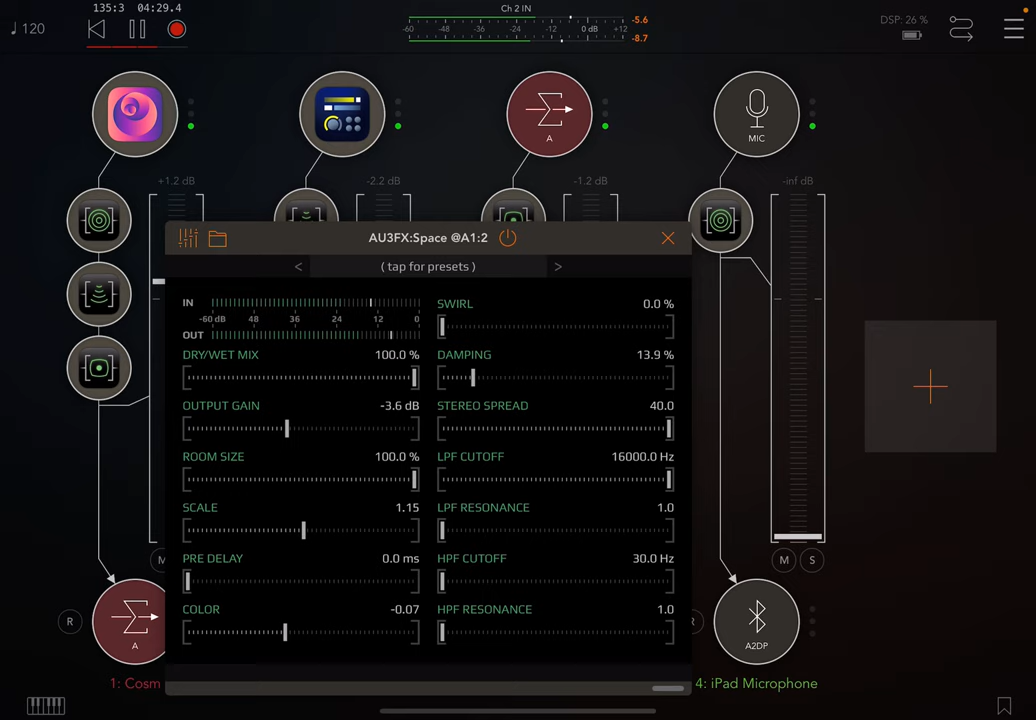 135:3 04:29.4
Ch 2 IN
♩ 120
-60 -48 -36 -24 -12 0 dB +12
-5.6
-8.7
DSP: 26 %
A
MIC
+1.2 dB
-2.2 dB
-1.2 dB
-inf dB
AU3FX:Space @A1:2
< ( tap for presets ) >
IN
-60 dB 48 36 24 12 0
OUT
DRY/WET MIX 100.0 %
OUTPUT GAIN -3.6 dB
ROOM SIZE 100.0 %
SCALE 1.15
PRE DELAY 0.0 ms
COLOR -0.07
SWIRL 0.0 %
DAMPING 13.9 %
STEREO SPREAD 40.0
LPF CUTOFF 16000.0 Hz
LPF RESONANCE 1.0
HPF CUTOFF 30.0 Hz
HPF RESONANCE 1.0
M
M S
R
A
R
A2DP
1: Cosm
4: iPad Microphone